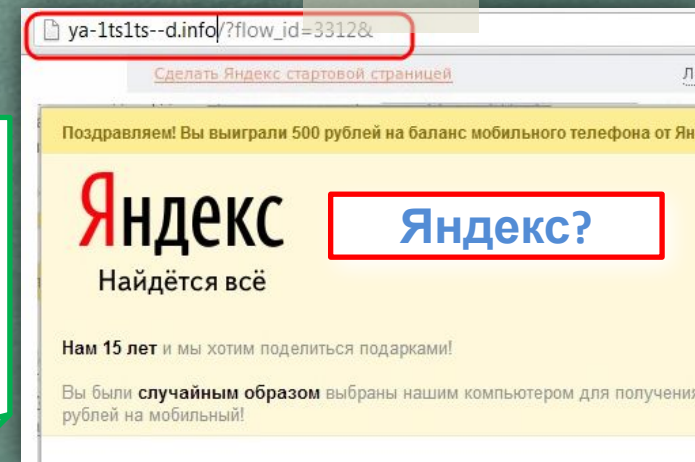 ya-1ts1ts--d.info/?flow_id=3312&
Сделать Яндекс стартовой страницей
Поздравляем! Вы выиграли 500 рублей на баланс мобильного телефона от Ян
Яндекс
Яндекс?
Найдётся всё
Нам 15 лет и мы хотим поделиться подарками!
Вы были случайным образом выбраны нашим компьютером для получения
рублей на мобильный!